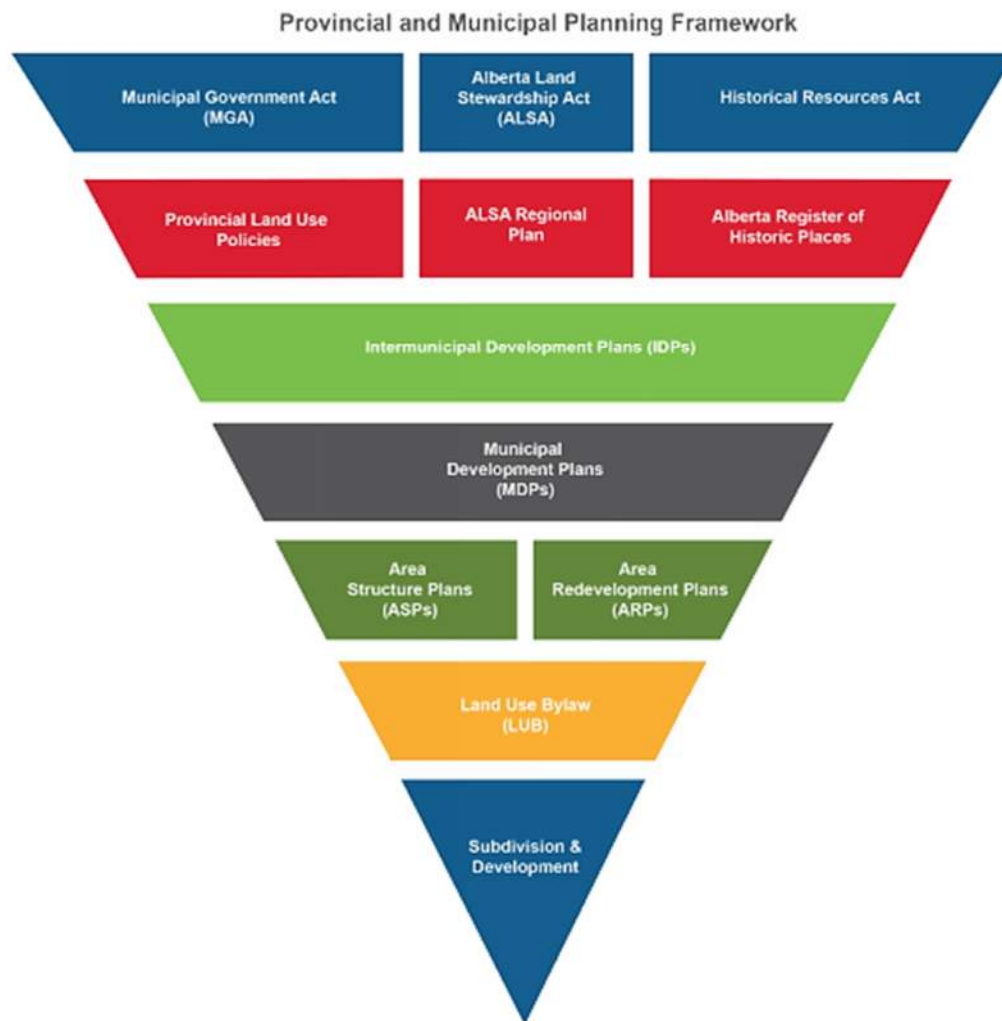 Provincial and Municipal Planning Framework
Municipal Government Act
(MGA)
Alberta Land
Stewardship Act
(ALSA)
Historical Resources Act
Provincial Land Use
Policies
ALSA Regional
Plan
Alberta Register of
Historic Places
Intermunicipal Development Plans (IDPs)
Municipal
Development Plans
(MDPs)
Area
Structure Plans
(ASPs)
Area
Redevelopment Plans
(ARPs)
Land Use Bylaw
(LUB)
Subdivision &
Development